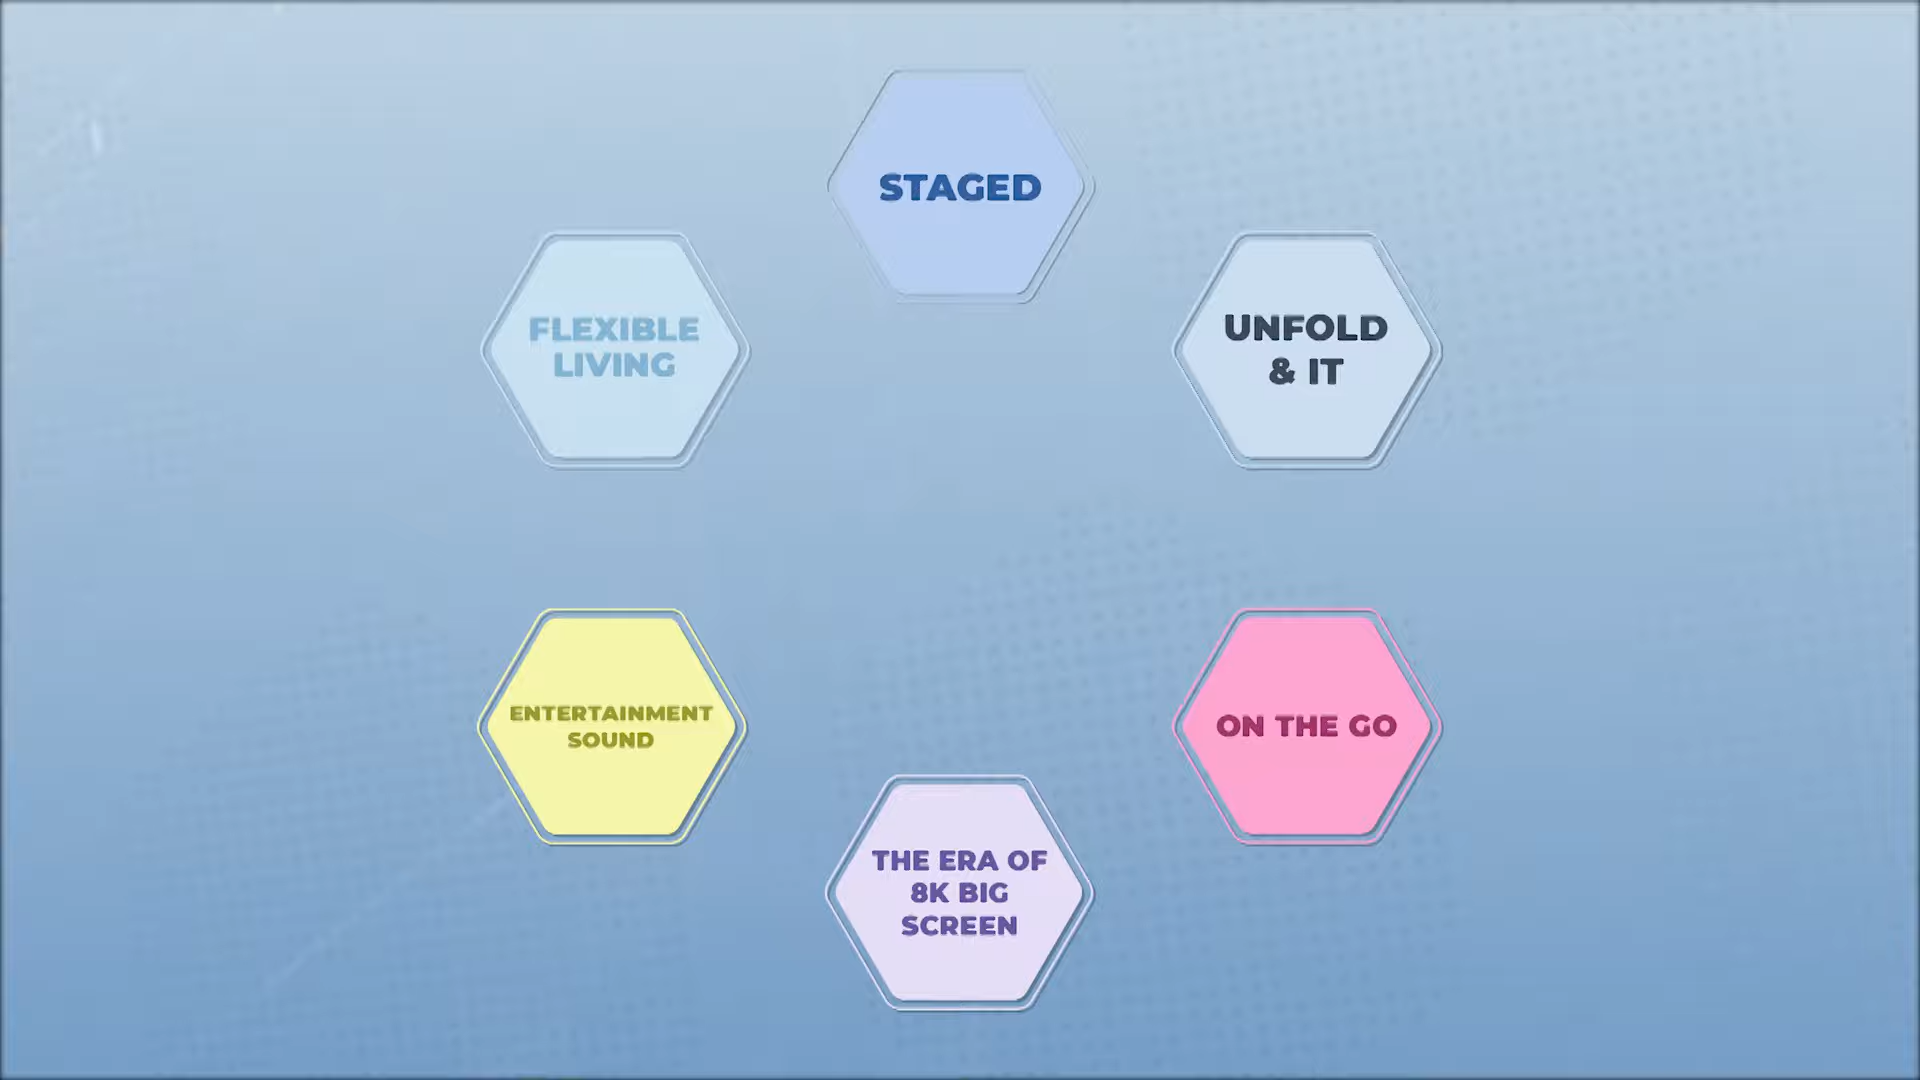 STAGED
FLEXIBLE
LIVING
UNFOLD
& IT
ENTERTAINMENT
SOUND
ON THE GO
THE ERA OF
8K BIG
SCREEN